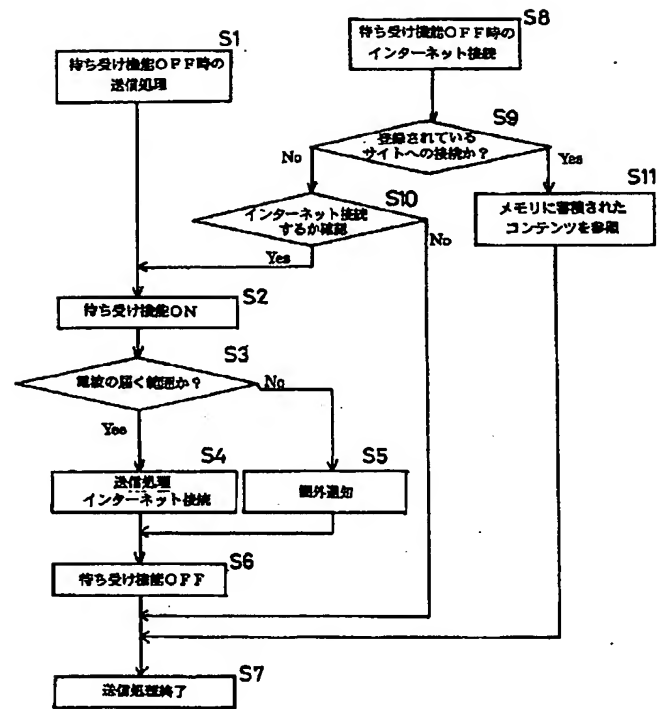 S1
待ち受け機能OFF時の
送信処理
S8
待ち受け機能OFF時の
インターネット接続
S9
登録されている
サイトへの接続か？
No
Yes
S10
インターネット接続
するか確認
Yes
No
S11
メモリに蓄積された
コンテンツを参照
S2
待ち受け機能ON
S3
電波の届く範囲か？
Yes
No
S4
送信処理
インターネット接続
S5
圏外通知
S6
待ち受け機能OFF
S7
送信処理終了